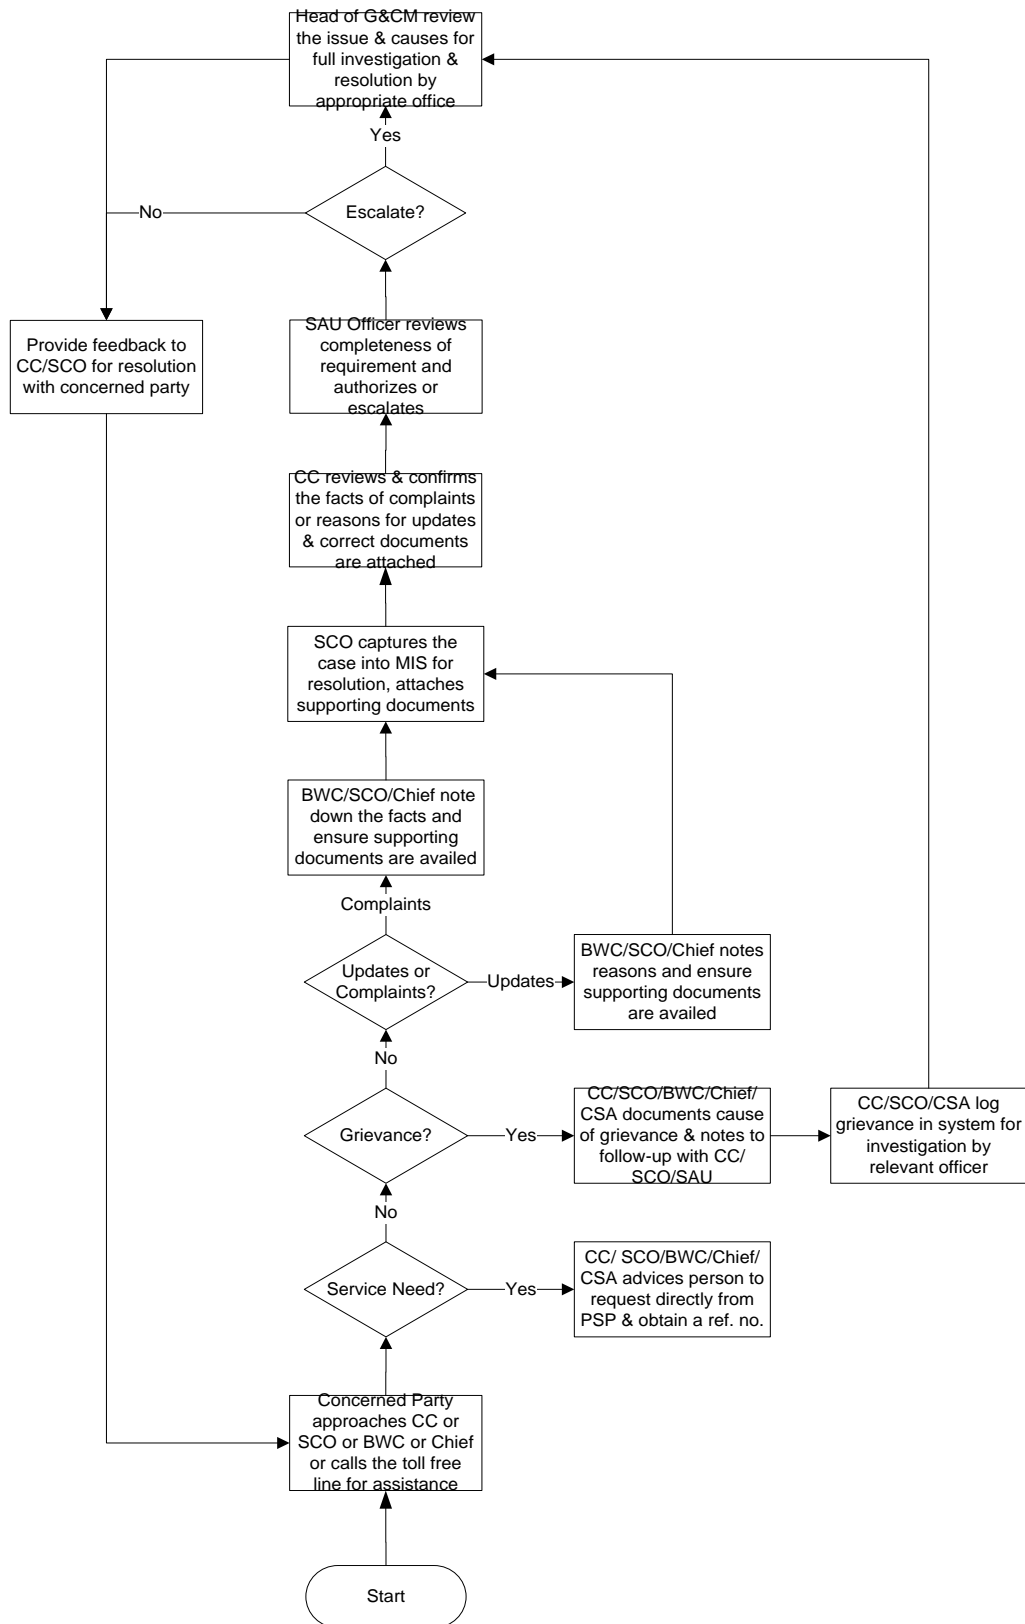 Head of G&CM review
the issue & causes for
full investigation &
resolution by
appropriate office
Yes
Escalate?
No
SAU Officer reviews
completeness of
requirement and
authorizes or
escalates
Provide feedback to
CC/SCO for resolution
with concerned party
CC reviews & confirms
the facts of complaints
or reasons for updates
& correct documents
are attached
SCO captures the
case into MIS for
resolution, attaches
supporting documents
BWC/SCO/Chief note
down the facts and
ensure supporting
documents are availed
Complaints
Updates or
Complaints?
Updates
BWC/SCO/Chief notes
reasons and ensure
supporting documents
are availed
No
Grievance?
Yes
CC/SCO/BWC/Chief/
CSA documents cause
of grievance & notes to
follow-up with CC/
SCO/SAU
CC/SCO/CSA log
grievance in system for
investigation by
relevant officer
No
Service Need?
Yes
CC/ SCO/BWC/Chief/
CSA advices person to
request directly from
PSP & obtain a ref. no.
Concerned Party
approaches CC or
SCO or BWC or Chief
or calls the toll free
line for assistance
Start